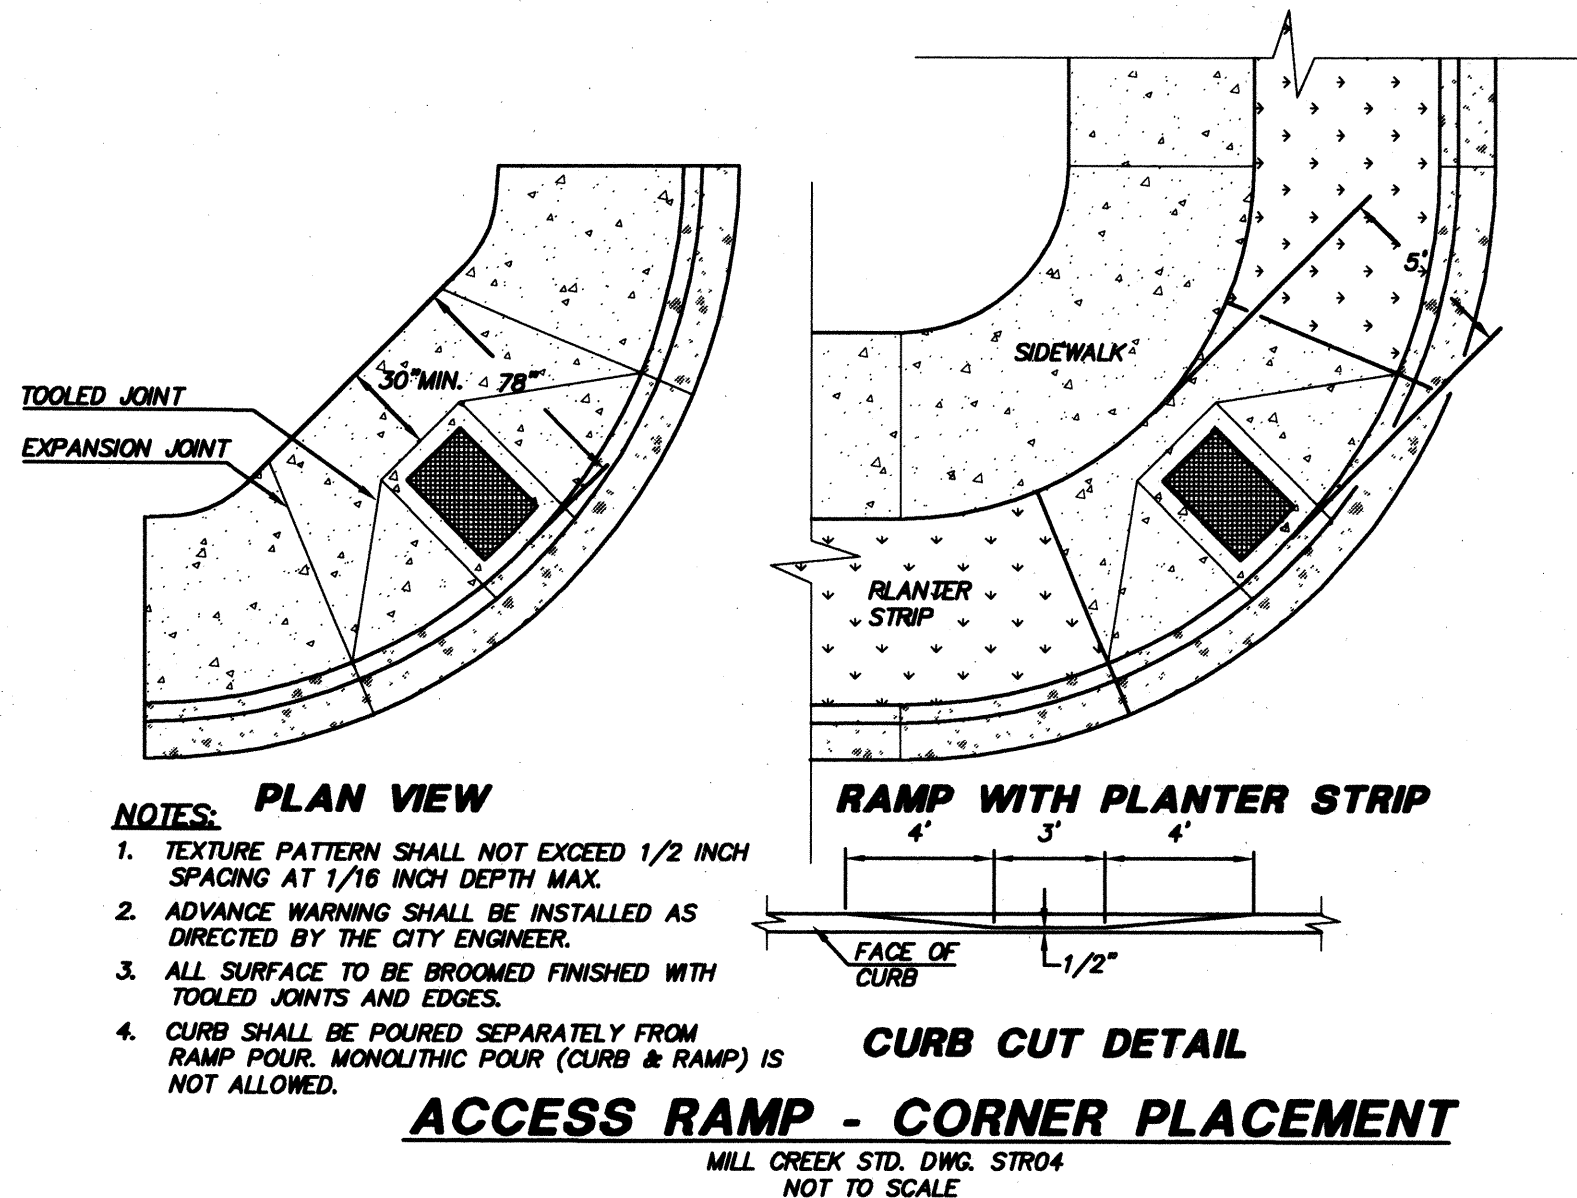 5'
SIDEWALK
30" MIN.
78"
TOOLED JOINT
EXPANSION JOINT
PLANTER
STRIP
PLAN VIEW
RAMP WITH PLANTER STRIP
NOTES:
1. TEXTURE PATTERN SHALL NOT EXCEED 1/2 INCH
SPACING AT 1/16 INCH DEPTH MAX.
2. ADVANCE WARNING SHALL BE INSTALLED AS
DIRECTED BY THE CITY ENGINEER.
3. ALL SURFACE TO BE BROOMED FINISHED WITH
TOOLED JOINTS AND EDGES.
4. CURB SHALL BE POURED SEPARATELY FROM
RAMP POUR. MONOLITHIC POUR (CURB & RAMP) IS
NOT ALLOWED.
4' 3' 4'
FACE OF
CURB
1/2"
CURB CUT DETAIL
ACCESS RAMP - CORNER PLACEMENT
MILL CREEK STD. DWG. STR04
NOT TO SCALE